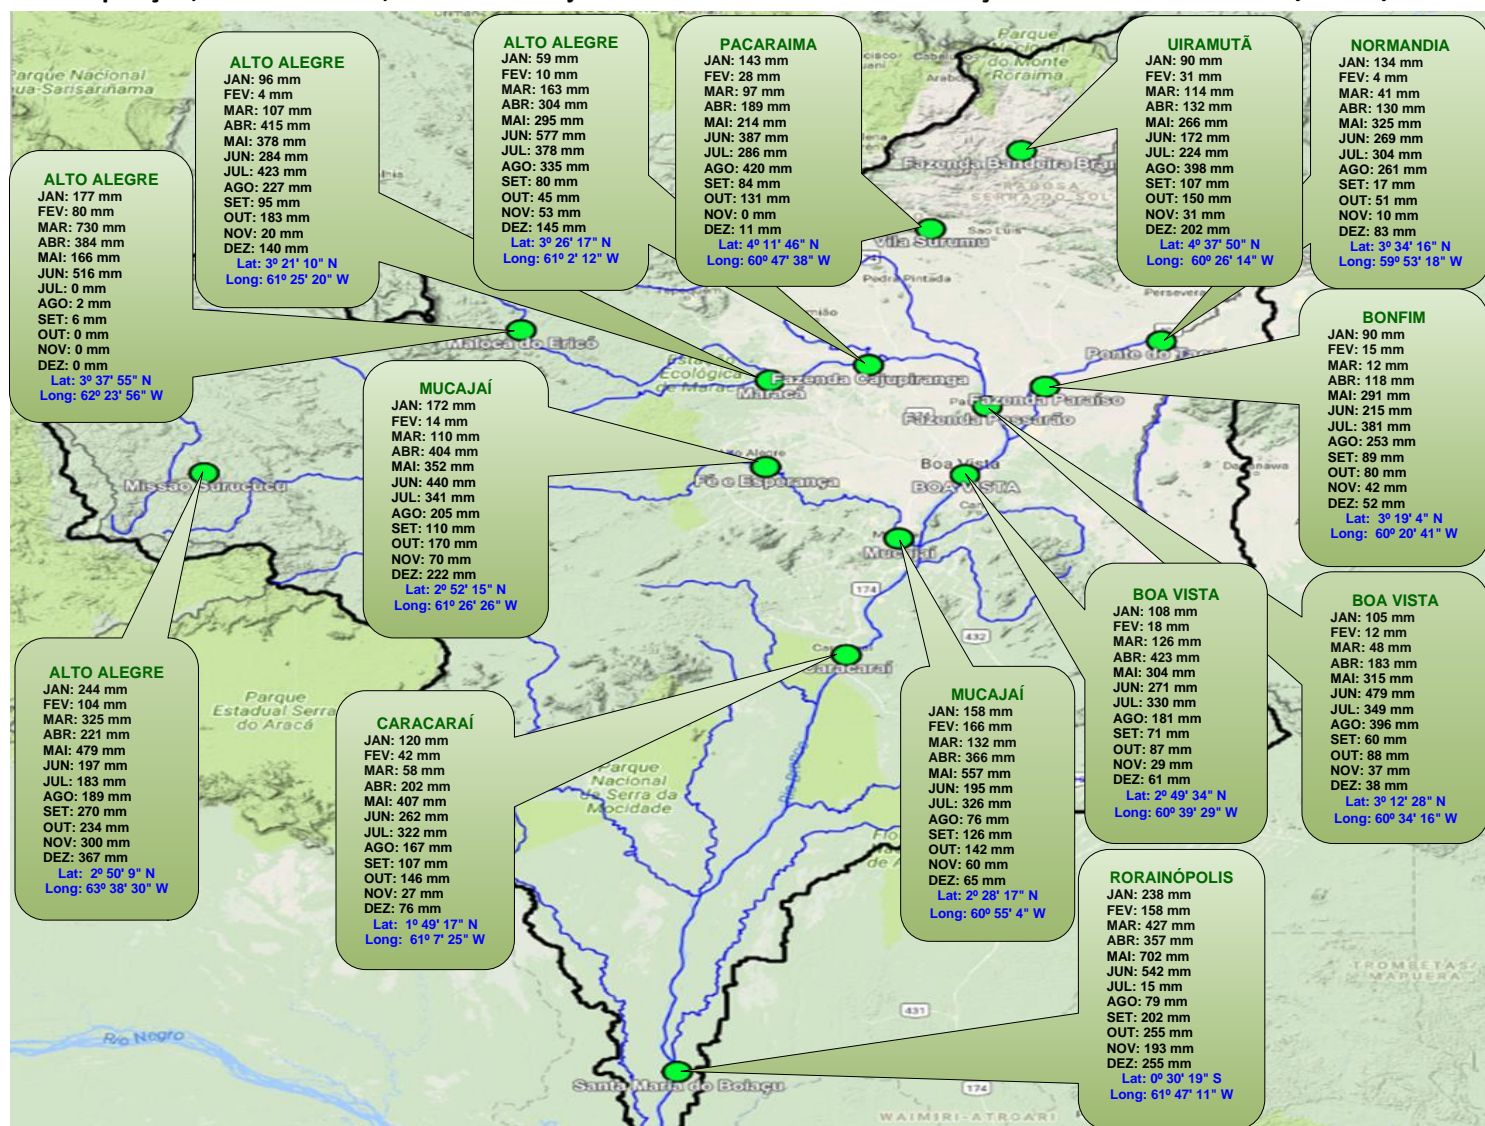 ALTO ALEGRE
JAN: 96 mm
FEV: 4 mm
MAR: 107 mm
ABR: 415 mm
MAI: 378 mm
JUN: 284 mm
JUL: 423 mm
AGO: 227 mm
SET: 95 mm
OUT: 183 mm
NOV: 20 mm
DEZ: 140 mm
Lat: 3º 21' 10" N
Long: 61º 25' 20" W
ALTO ALEGRE
JAN: 59 mm
FEV: 10 mm
MAR: 163 mm
ABR: 304 mm
MAI: 295 mm
JUN: 577 mm
JUL: 378 mm
AGO: 335 mm
SET: 80 mm
OUT: 45 mm
NOV: 53 mm
DEZ: 145 mm
Lat: 3º 26' 17" N
Long: 61º 2' 12" W
PACARAIMA
JAN: 143 mm
FEV: 28 mm
MAR: 97 mm
ABR: 189 mm
MAI: 214 mm
JUN: 387 mm
JUL: 286 mm
AGO: 420 mm
SET: 84 mm
OUT: 131 mm
NOV: 0 mm
DEZ: 11 mm
Lat: 4º 11' 46" N
Long: 60º 47' 38" W
UIRAMUTÃ
JAN: 90 mm
FEV: 31 mm
MAR: 114 mm
ABR: 132 mm
MAI: 266 mm
JUN: 172 mm
JUL: 224 mm
AGO: 398 mm
SET: 107 mm
OUT: 150 mm
NOV: 31 mm
DEZ: 202 mm
Lat: 4º 37' 50" N
Long: 60º 26' 14" W
NORMANDIA
JAN: 134 mm
FEV: 4 mm
MAR: 41 mm
ABR: 130 mm
MAI: 325 mm
JUN: 269 mm
JUL: 304 mm
AGO: 261 mm
SET: 17 mm
OUT: 51 mm
NOV: 10 mm
DEZ: 83 mm
Lat: 3º 34' 16" N
Long: 59º 53' 18" W
ALTO ALEGRE
JAN: 177 mm
FEV: 80 mm
MAR: 730 mm
ABR: 384 mm
MAI: 166 mm
JUN: 516 mm
JUL: 0 mm
AGO: 2 mm
SET: 6 mm
OUT: 0 mm
NOV: 0 mm
DEZ: 0 mm
Lat: 3º 37' 55" N
Long: 62º 23' 56" W
BONFIM
JAN: 90 mm
FEV: 15 mm
MAR: 12 mm
ABR: 118 mm
MAI: 291 mm
JUN: 215 mm
JUL: 381 mm
AGO: 253 mm
SET: 89 mm
OUT: 80 mm
NOV: 42 mm
DEZ: 52 mm
Lat: 3º 19' 4" N
Long: 60º 20' 41" W
MUCAJAÍ
JAN: 172 mm
FEV: 14 mm
MAR: 110 mm
ABR: 404 mm
MAI: 352 mm
JUN: 440 mm
JUL: 341 mm
AGO: 205 mm
SET: 110 mm
OUT: 170 mm
NOV: 70 mm
DEZ: 222 mm
Lat: 2º 52' 15" N
Long: 61º 26' 26" W
BOA VISTA
JAN: 108 mm
FEV: 18 mm
MAR: 126 mm
ABR: 423 mm
MAI: 304 mm
JUN: 271 mm
JUL: 330 mm
AGO: 181 mm
SET: 71 mm
OUT: 87 mm
NOV: 29 mm
DEZ: 61 mm
Lat: 2º 49' 34" N
Long: 60º 39' 29" W
BOA VISTA
JAN: 105 mm
FEV: 12 mm
MAR: 48 mm
ABR: 183 mm
MAI: 315 mm
JUN: 479 mm
JUL: 349 mm
AGO: 396 mm
SET: 60 mm
OUT: 88 mm
NOV: 37 mm
DEZ: 38 mm
Lat: 3º 12' 28" N
Long: 60º 34' 16" W
ALTO ALEGRE
JAN: 244 mm
FEV: 104 mm
MAR: 325 mm
ABR: 221 mm
MAI: 479 mm
JUN: 197 mm
JUL: 183 mm
AGO: 189 mm
SET: 270 mm
OUT: 234 mm
NOV: 300 mm
DEZ: 367 mm
Lat: 2º 50' 9" N
Long: 63º 38' 30" W
CARACARAÍ
JAN: 120 mm
FEV: 42 mm
MAR: 58 mm
ABR: 202 mm
MAI: 407 mm
JUN: 262 mm
JUL: 322 mm
AGO: 167 mm
SET: 107 mm
OUT: 146 mm
NOV: 27 mm
DEZ: 76 mm
Lat: 1º 49' 17" N
Long: 61º 7' 25" W
MUCAJAÍ
JAN: 158 mm
FEV: 166 mm
MAR: 132 mm
ABR: 366 mm
MAI: 557 mm
JUN: 195 mm
JUL: 326 mm
AGO: 76 mm
SET: 126 mm
OUT: 142 mm
NOV: 60 mm
DEZ: 65 mm
Lat: 2º 28' 17" N
Long: 60º 55' 4" W
RORAINÓPOLIS
JAN: 238 mm
FEV: 158 mm
MAR: 427 mm
ABR: 357 mm
MAI: 702 mm
JUN: 542 mm
JUL: 15 mm
AGO: 79 mm
SET: 202 mm
OUT: 255 mm
NOV: 193 mm
DEZ: 255 mm
Lat: 0º 30' 19" S
Long: 61º 47' 11" W
Parque Nacional
do Monte
Roraima
Vila Surumu
Pedra Pintada
Maloca do Ericó
Maracá
Fazenda Cajupiranga
Fazenda Paraíso
Fazenda Passarão
Missão Surucucu
Fé e Esperança
Boa Vista
BOA VISTA
Mucajaí
174
432
Caracaraí
Parque
Estadual Serra
do Aracá
Parque
Nacional
da Serra da
Mocidade
Rio Branco
Rio Negro
431
174
Santa Maria do Boiaçu
TROMBETAS/
MAPUERA
WAIMIRI-ATROARI